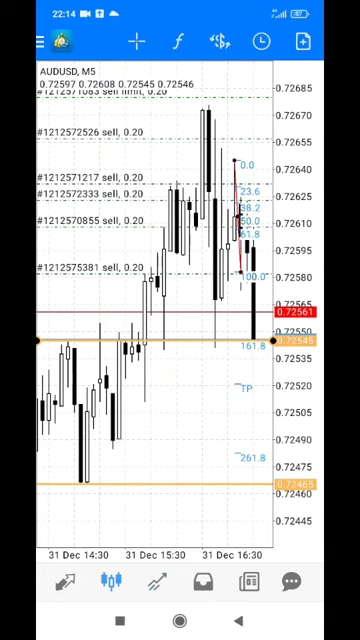 22:14
57
AUDUSD, M5
0.72597 0.72608 0.72545 0.72546
#1212571083 sell limit, 0.20
#1212572526 sell, 0.20
#1212571217 sell, 0.20
#1212572333 sell, 0.20
#1212570855 sell, 0.20
#1212575381 sell, 0.20
0.0
23.6
38.2
50.0
61.8
100.0
161.8
TP
261.8
0.72685
0.72670
0.72655
0.72640
0.72625
0.72610
0.72595
0.72580
0.72561
0.72550
0.72545
0.72535
0.72520
0.72505
0.72490
0.72475
0.72465
0.72460
0.72445
31 Dec 14:30
31 Dec 15:30
31 Dec 16:30